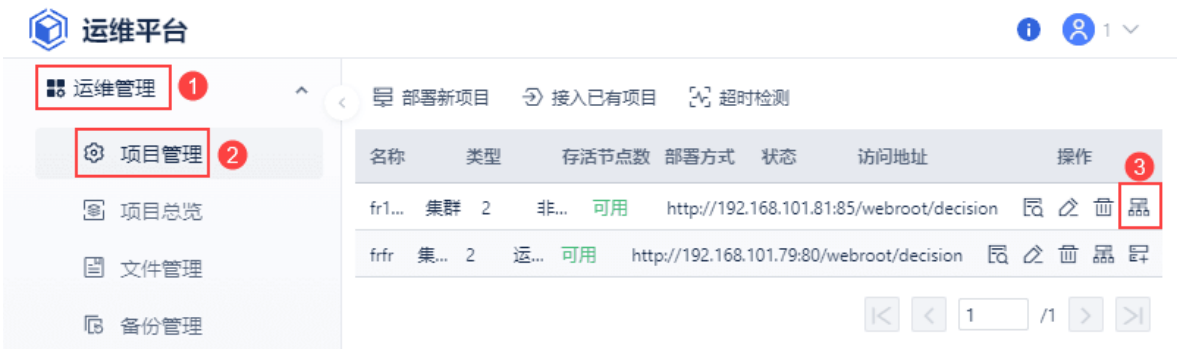 运维平台
1
运维管理 1
部署新项目 接入已有项目 超时检测
项目管理 2
名称 类型 存活节点数 部署方式 状态 访问地址 操作 3
fr1... 集群 2 非... 可用 http://192.168.101.81:85/webroot/decision
项目总览
frfr 集... 2 运... 可用 http://192.168.101.79:80/webroot/decision
文件管理
1 /1
备份管理